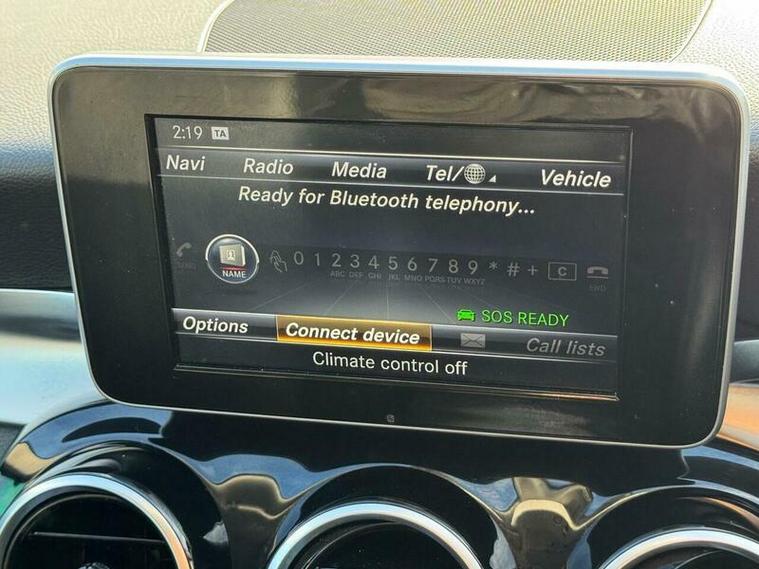 2:19 TA
Navi Radio Media Tel/ Vehicle
Ready for Bluetooth telephony...
NAME 0 1 2 3 4 5 6 7 8 9 * # + C
ABC DEF GHI JKL MNO PQRS TUV WXYZ
END
SOS READY
Options Connect device Call lists
Climate control off